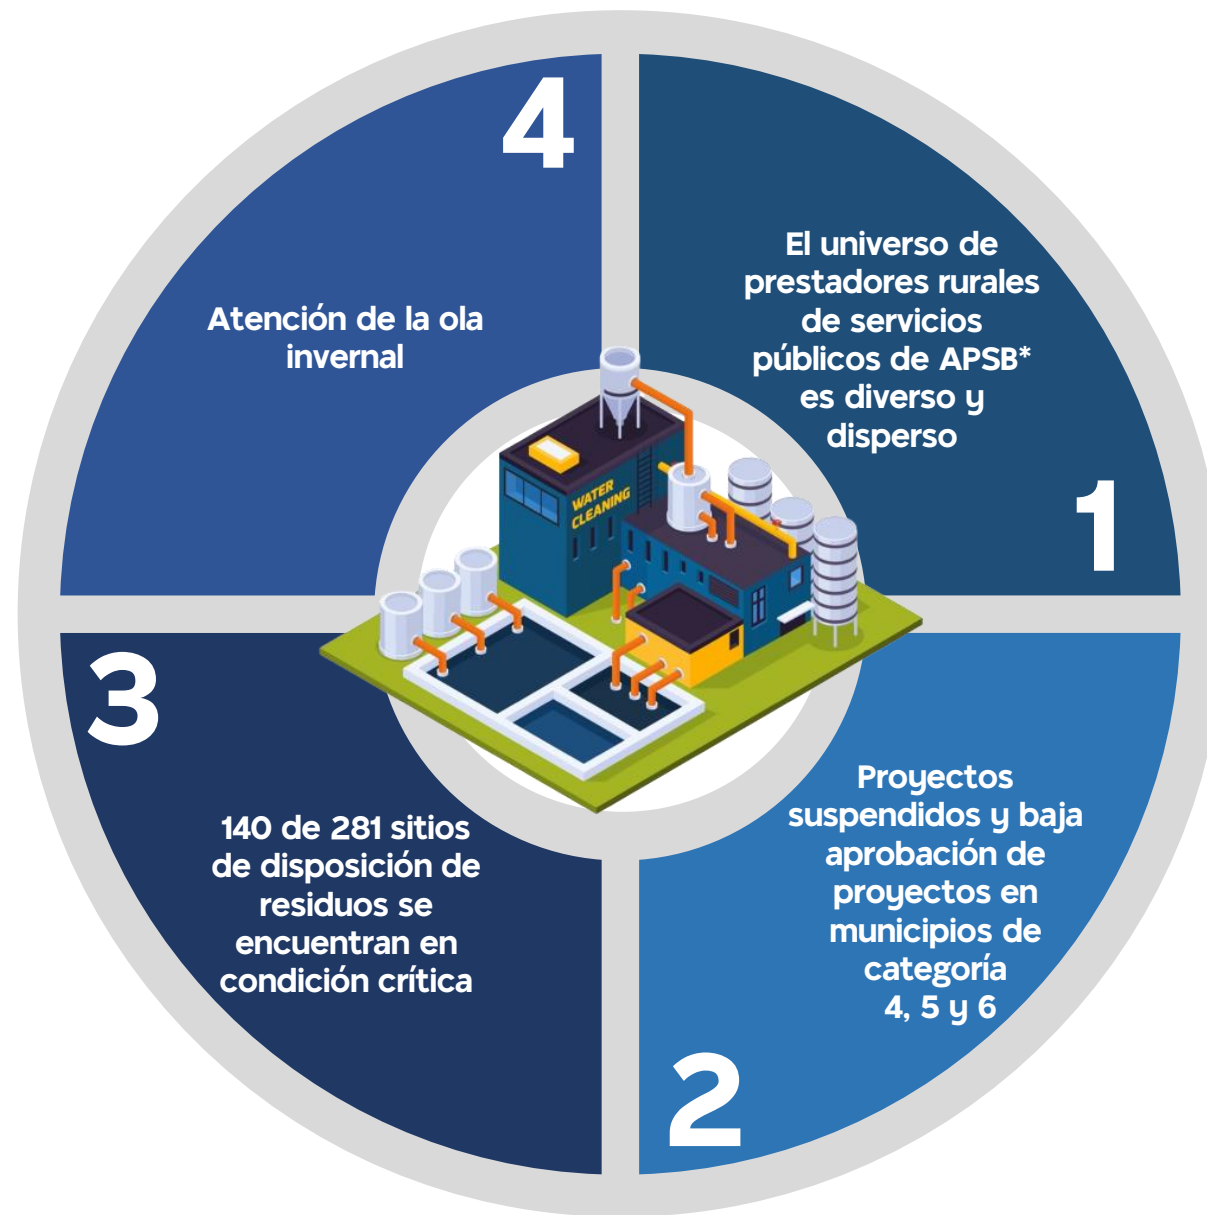 1
El universo de
prestadores rurales
de servicios
públicos de APSB*
es diverso y
disperso
2
Proyectos
suspendidos y baja
aprobación de
proyectos en
municipios de
categoría
4, 5 y 6
3
140 de 281 sitios
de disposición de
residuos se
encuentran en
condición crítica
4
Atención de la ola
invernal
WATER
CLEANING